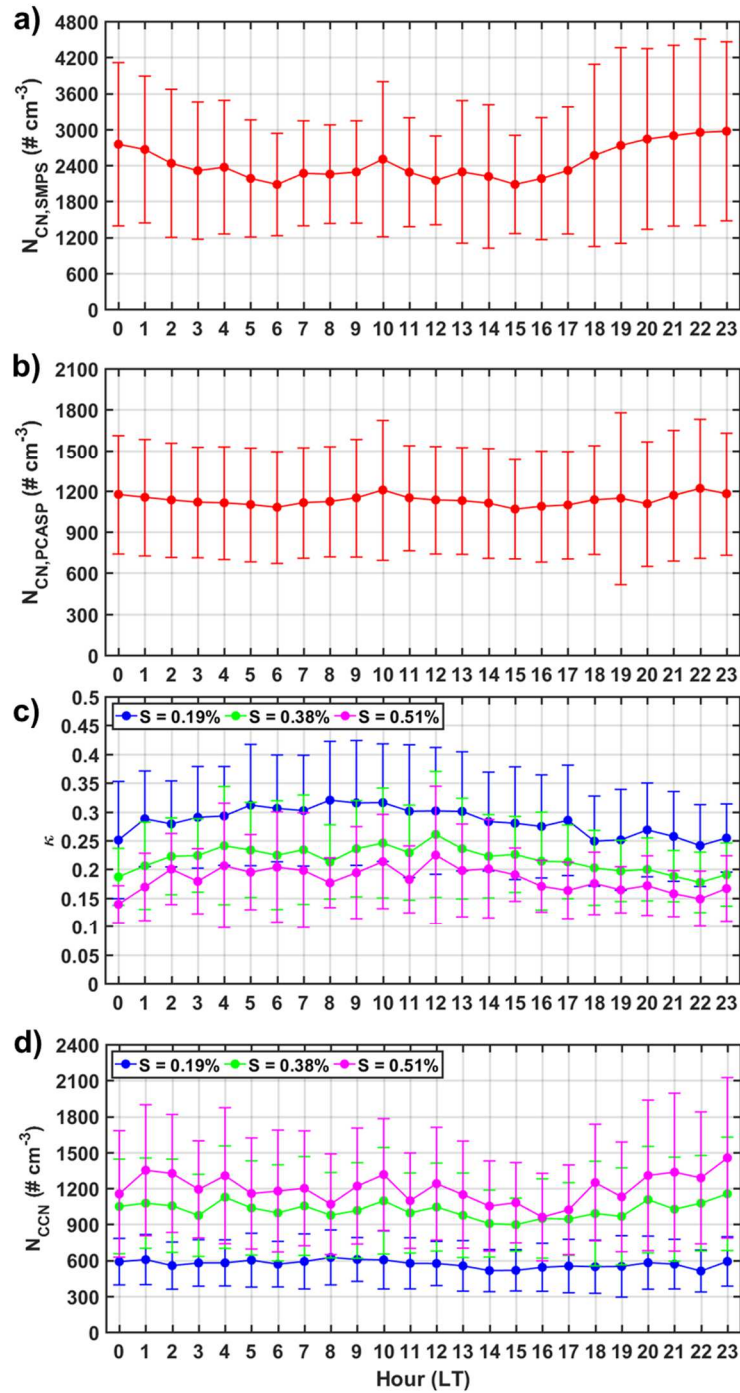 a)
N_CN,SMPS (# cm⁻³)
4800
4200
3600
3000
2400
1800
1200
600
0
0 1 2 3 4 5 6 7 8 9 10 11 12 13 14 15 16 17 18 19 20 21 22 23
b)
N_CN,PCASP (# cm⁻³)
2100
1800
1500
1200
900
600
300
0
0 1 2 3 4 5 6 7 8 9 10 11 12 13 14 15 16 17 18 19 20 21 22 23
c)
κ
0.5
0.45
0.4
0.35
0.3
0.25
0.2
0.15
0.1
0.05
0
S = 0.19% S = 0.38% S = 0.51%
0 1 2 3 4 5 6 7 8 9 10 11 12 13 14 15 16 17 18 19 20 21 22 23
d)
N_CCN (# cm⁻³)
2400
2100
1800
1500
1200
900
600
300
0
S = 0.19% S = 0.38% S = 0.51%
0 1 2 3 4 5 6 7 8 9 10 11 12 13 14 15 16 17 18 19 20 21 22 23
Hour (LT)